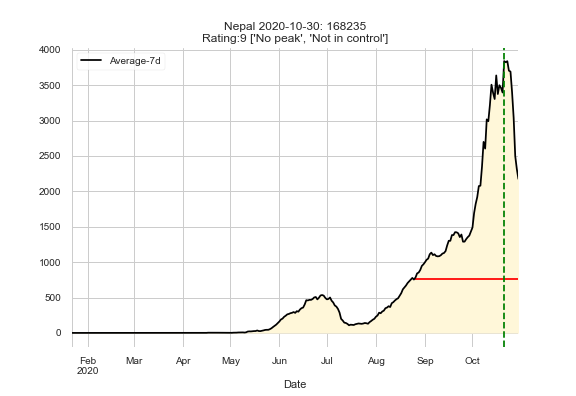 Nepal 2020-10-30: 168235
Rating:9 ['No peak', 'Not in control']
Average-7d
4000
3500
3000
2500
2000
1500
1000
500
0
Feb Mar Apr May Jun Jul Aug Sep Oct
2020
Date